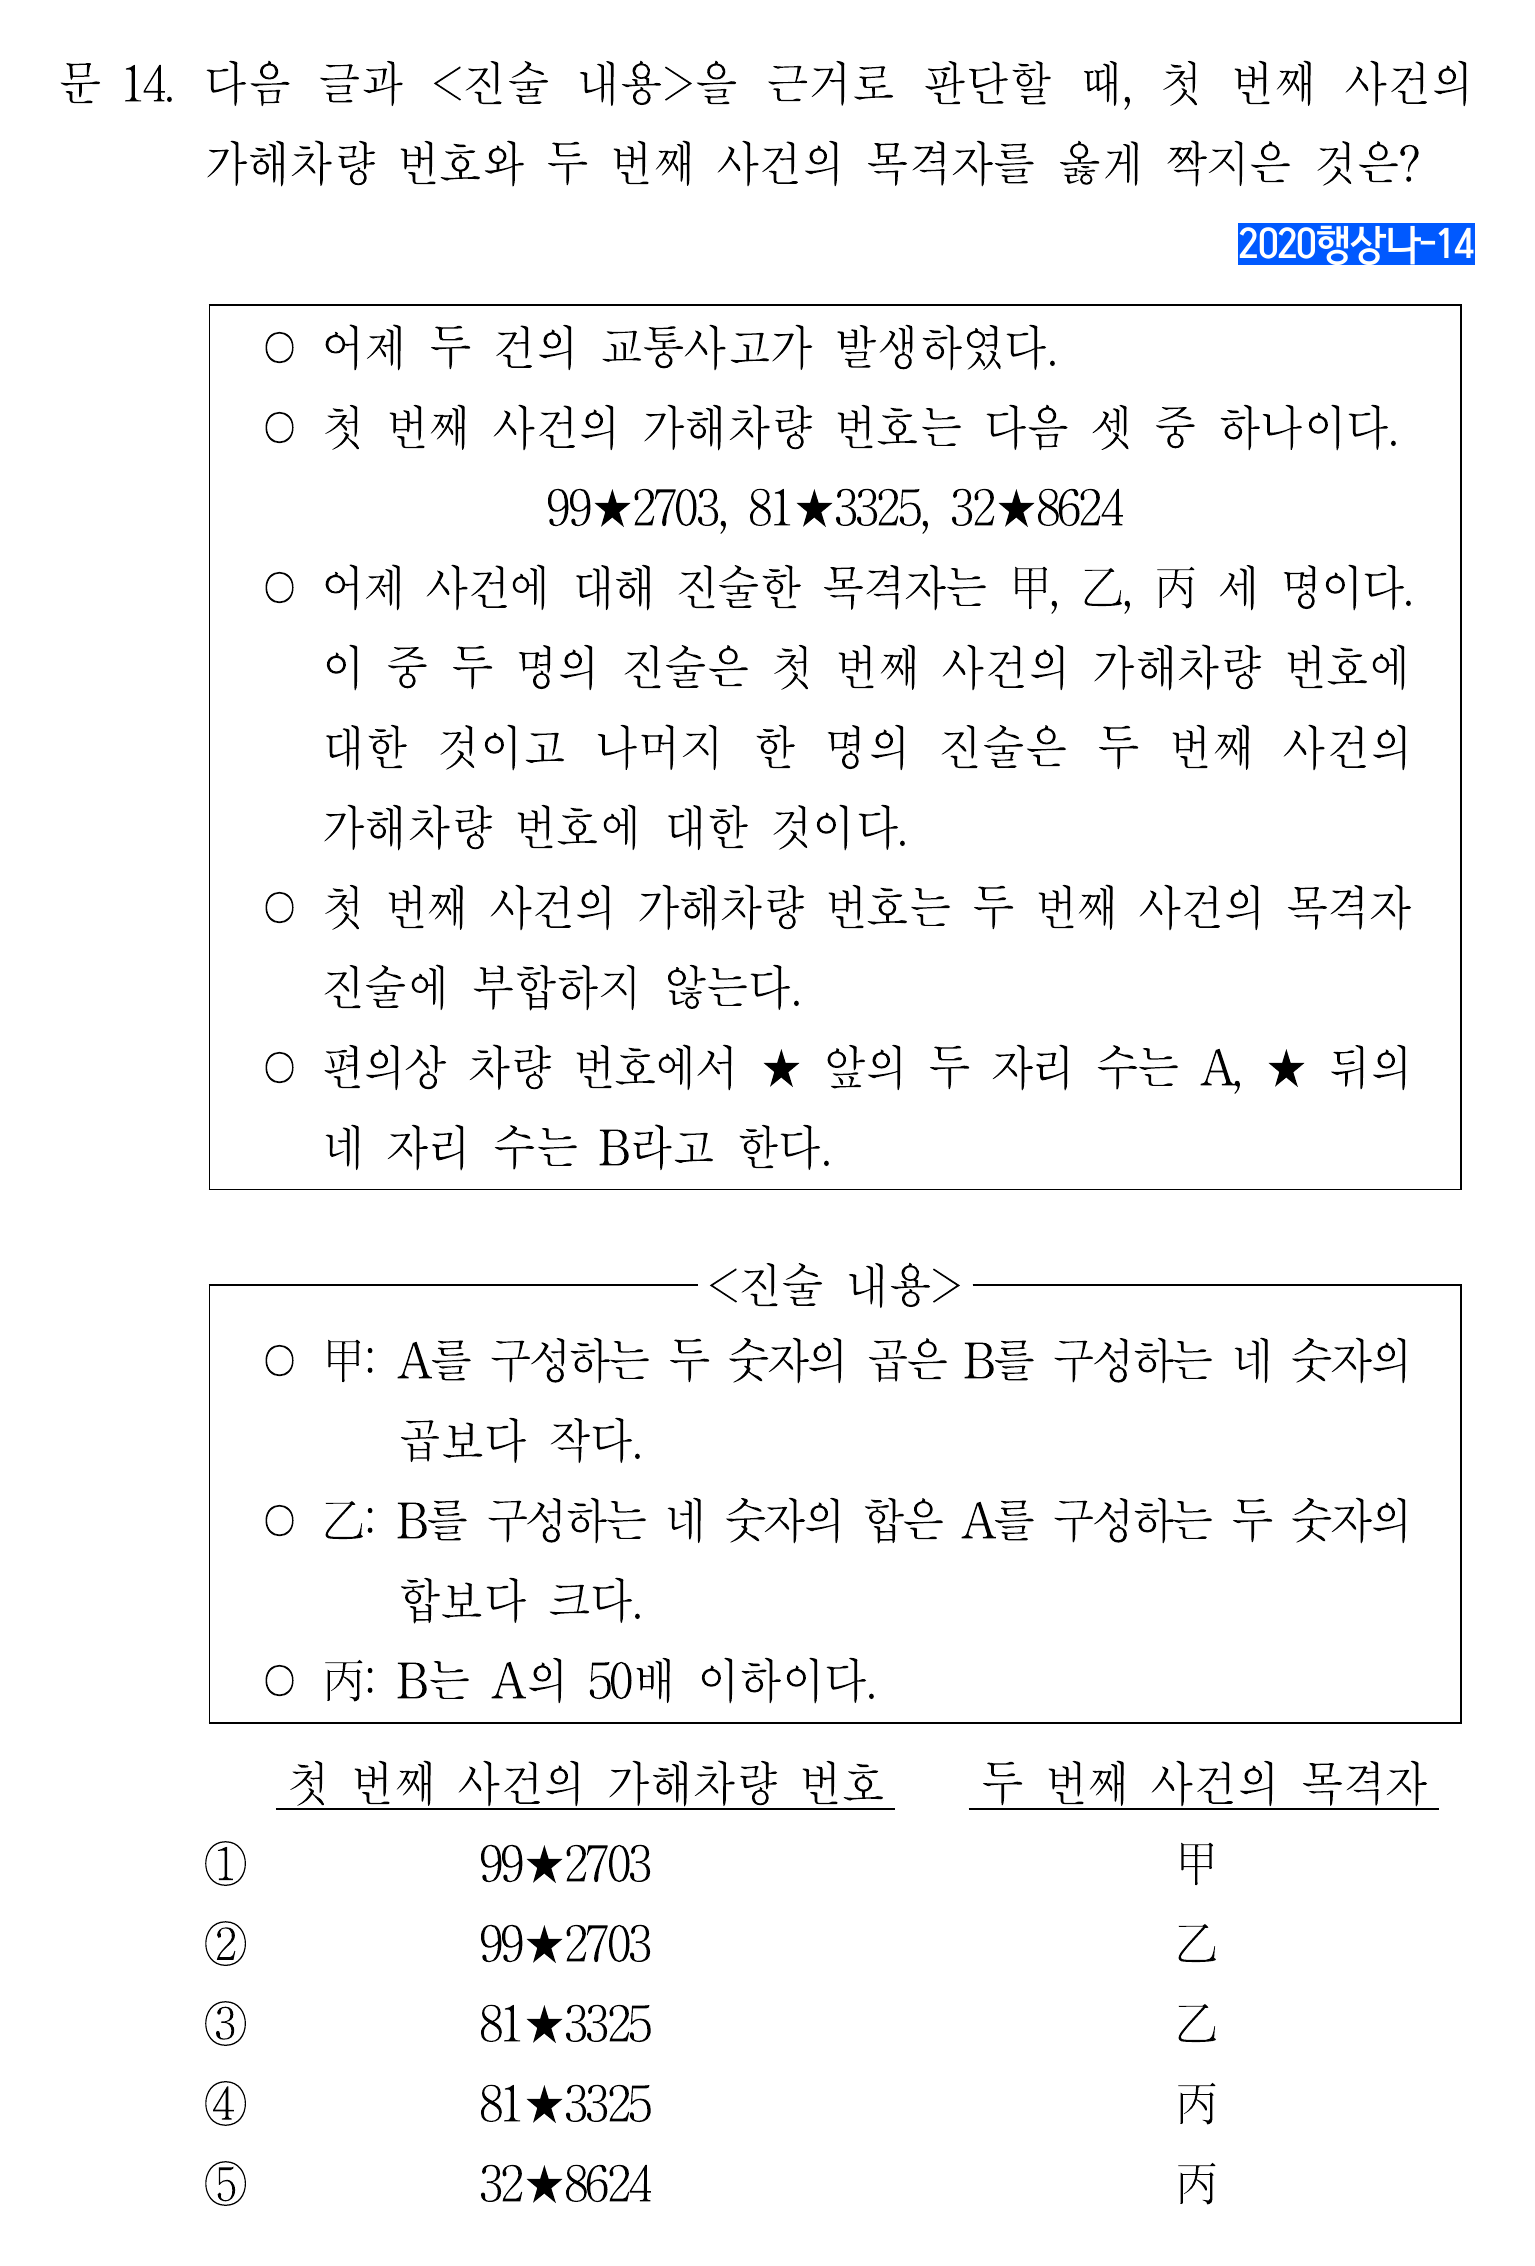 문 14. 다음 글과 <진술 내용>을 근거로 판단할 때, 첫 번째 사건의
가해차량 번호와 두 번째 사건의 목격자를 옳게 짝지은 것은?
2020행상나-14
○ 어제 두 건의 교통사고가 발생하였다.
○ 첫 번째 사건의 가해차량 번호는 다음 셋 중 하나이다.
99★2703, 81★3325, 32★8624
○ 어제 사건에 대해 진술한 목격자는 甲, 乙, 丙 세 명이다.
이 중 두 명의 진술은 첫 번째 사건의 가해차량 번호에
대한 것이고 나머지 한 명의 진술은 두 번째 사건의
가해차량 번호에 대한 것이다.
○ 첫 번째 사건의 가해차량 번호는 두 번째 사건의 목격자
진술에 부합하지 않는다.
○ 편의상 차량 번호에서 ★ 앞의 두 자리 수는 A, ★ 뒤의
네 자리 수는 B라고 한다.
<진술 내용>
○ 甲: A를 구성하는 두 숫자의 곱은 B를 구성하는 네 숫자의
곱보다 작다.
○ 乙: B를 구성하는 네 숫자의 합은 A를 구성하는 두 숫자의
합보다 크다.
○ 丙: B는 A의 50배 이하이다.
첫 번째 사건의 가해차량 번호 두 번째 사건의 목격자
① 99★2703 甲
② 99★2703 乙
③ 81★3325 乙
④ 81★3325 丙
⑤ 32★8624 丙